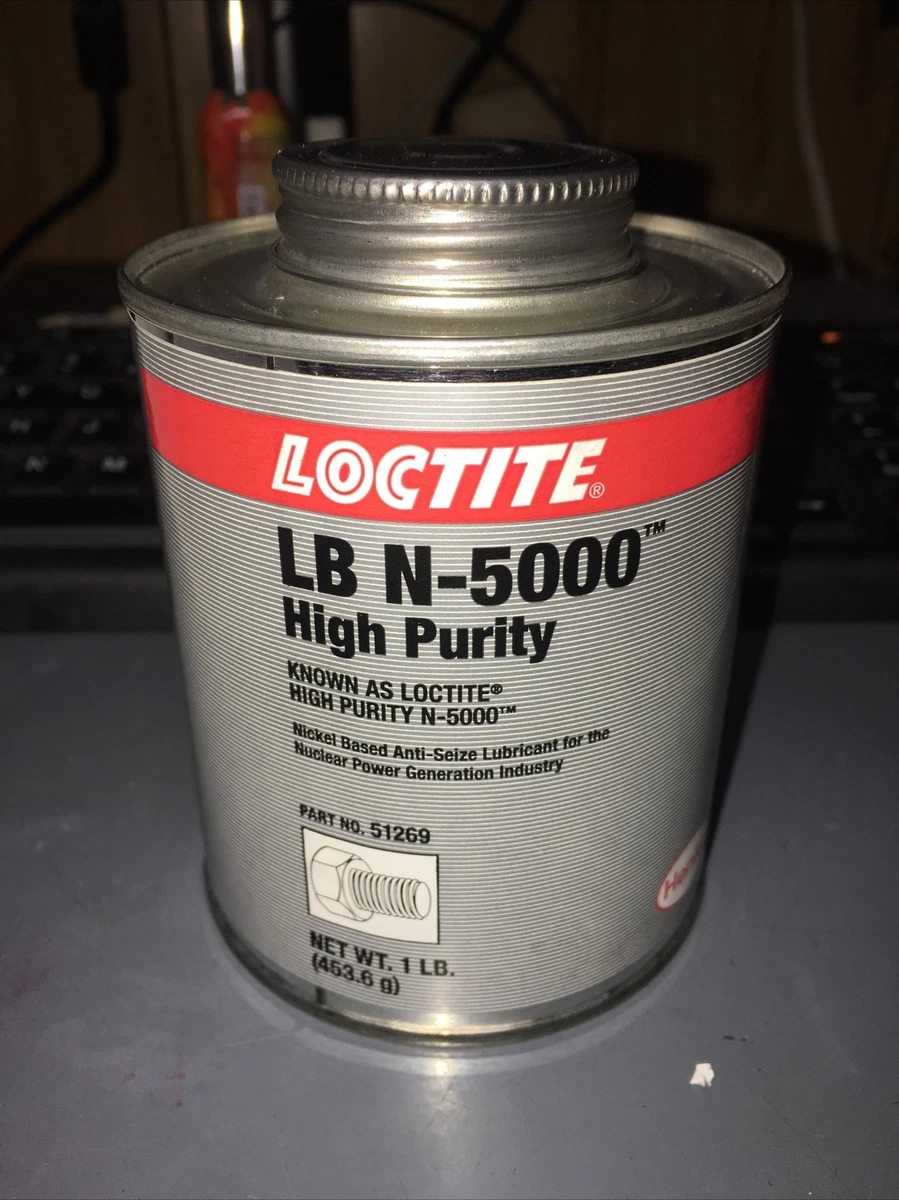 LOCTITE®
LB N-5000™
High Purity
KNOWN AS LOCTITE®
HIGH PURITY N-5000™
Nickel Based Anti-Seize Lubricant for the
Nuclear Power Generation Industry
PART NO. 51269
NET WT. 1 LB.
(453.6 g)